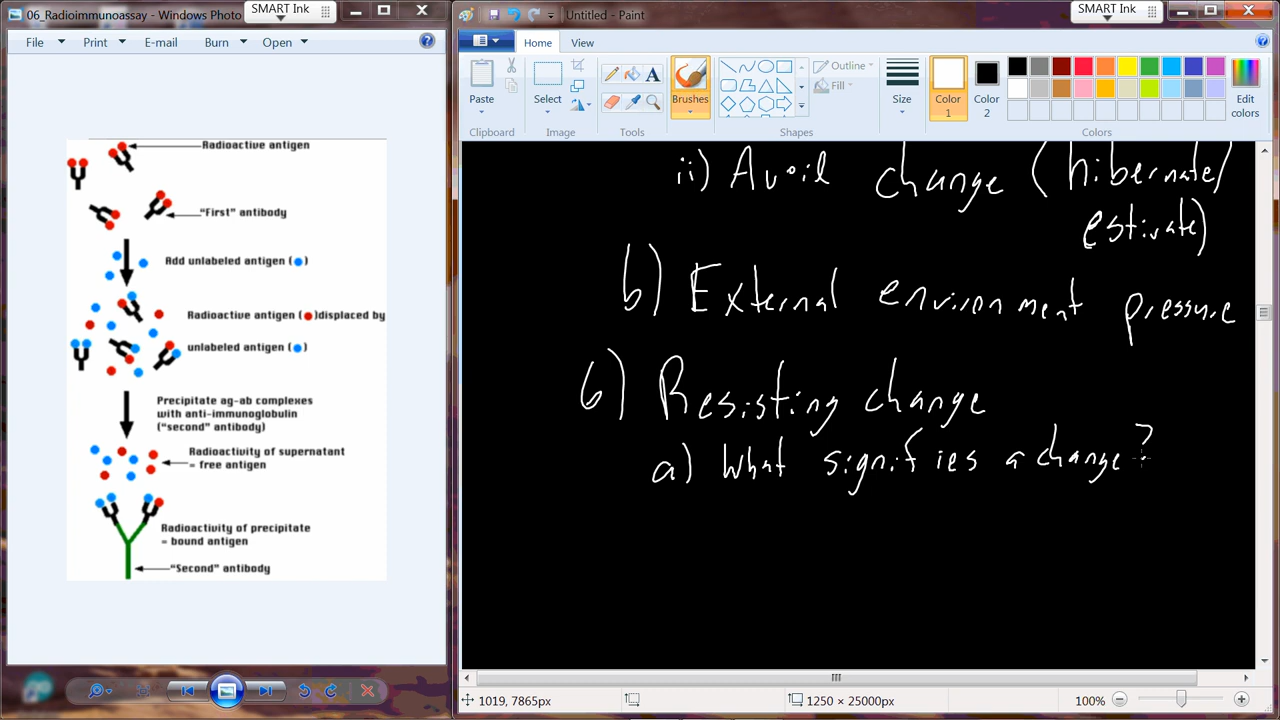 06_Radioimmunoassay - Windows Photo
SMART Ink
File
Print
E-mail
Burn
Open
Radioactive antigen
"First" antibody
Add unlabeled antigen ( )
Radioactive antigen ( )displaced by
unlabeled antigen ( )
Precipitate ag-ab complexes
with anti-immunoglobulin
("second" antibody)
Radioactivity of supernatant
= free antigen
Radioactivity of precipitate
= bound antigen
"Second" antibody
Untitled - Paint
SMART Ink
Home
View
Paste
Select
Brushes
Outline
Fill
Size
Color
1
Color
2
Edit
colors
Clipboard
Image
Tools
Shapes
Colors
ii) Avoid change (hibernate/
estivate)
b) External environment pressure
6) Resisting change
a) What signifies a change?
1019, 7865px
1250 × 25000px
100%